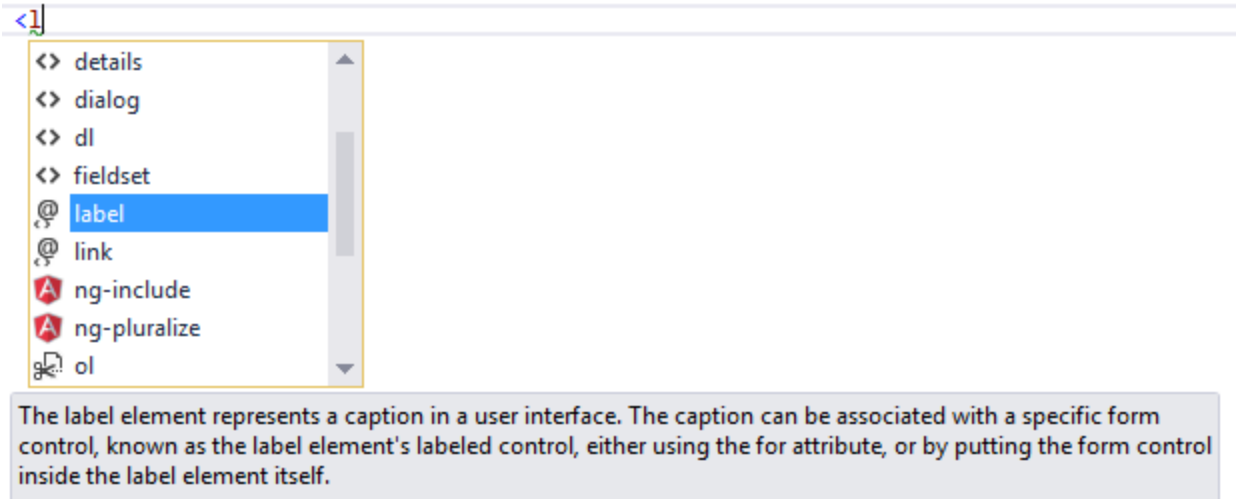 <l
details
dialog
dl
fieldset
label
link
ng-include
ng-pluralize
ol
The label element represents a caption in a user interface. The caption can be associated with a specific form
control, known as the label element's labeled control, either using the for attribute, or by putting the form control
inside the label element itself.